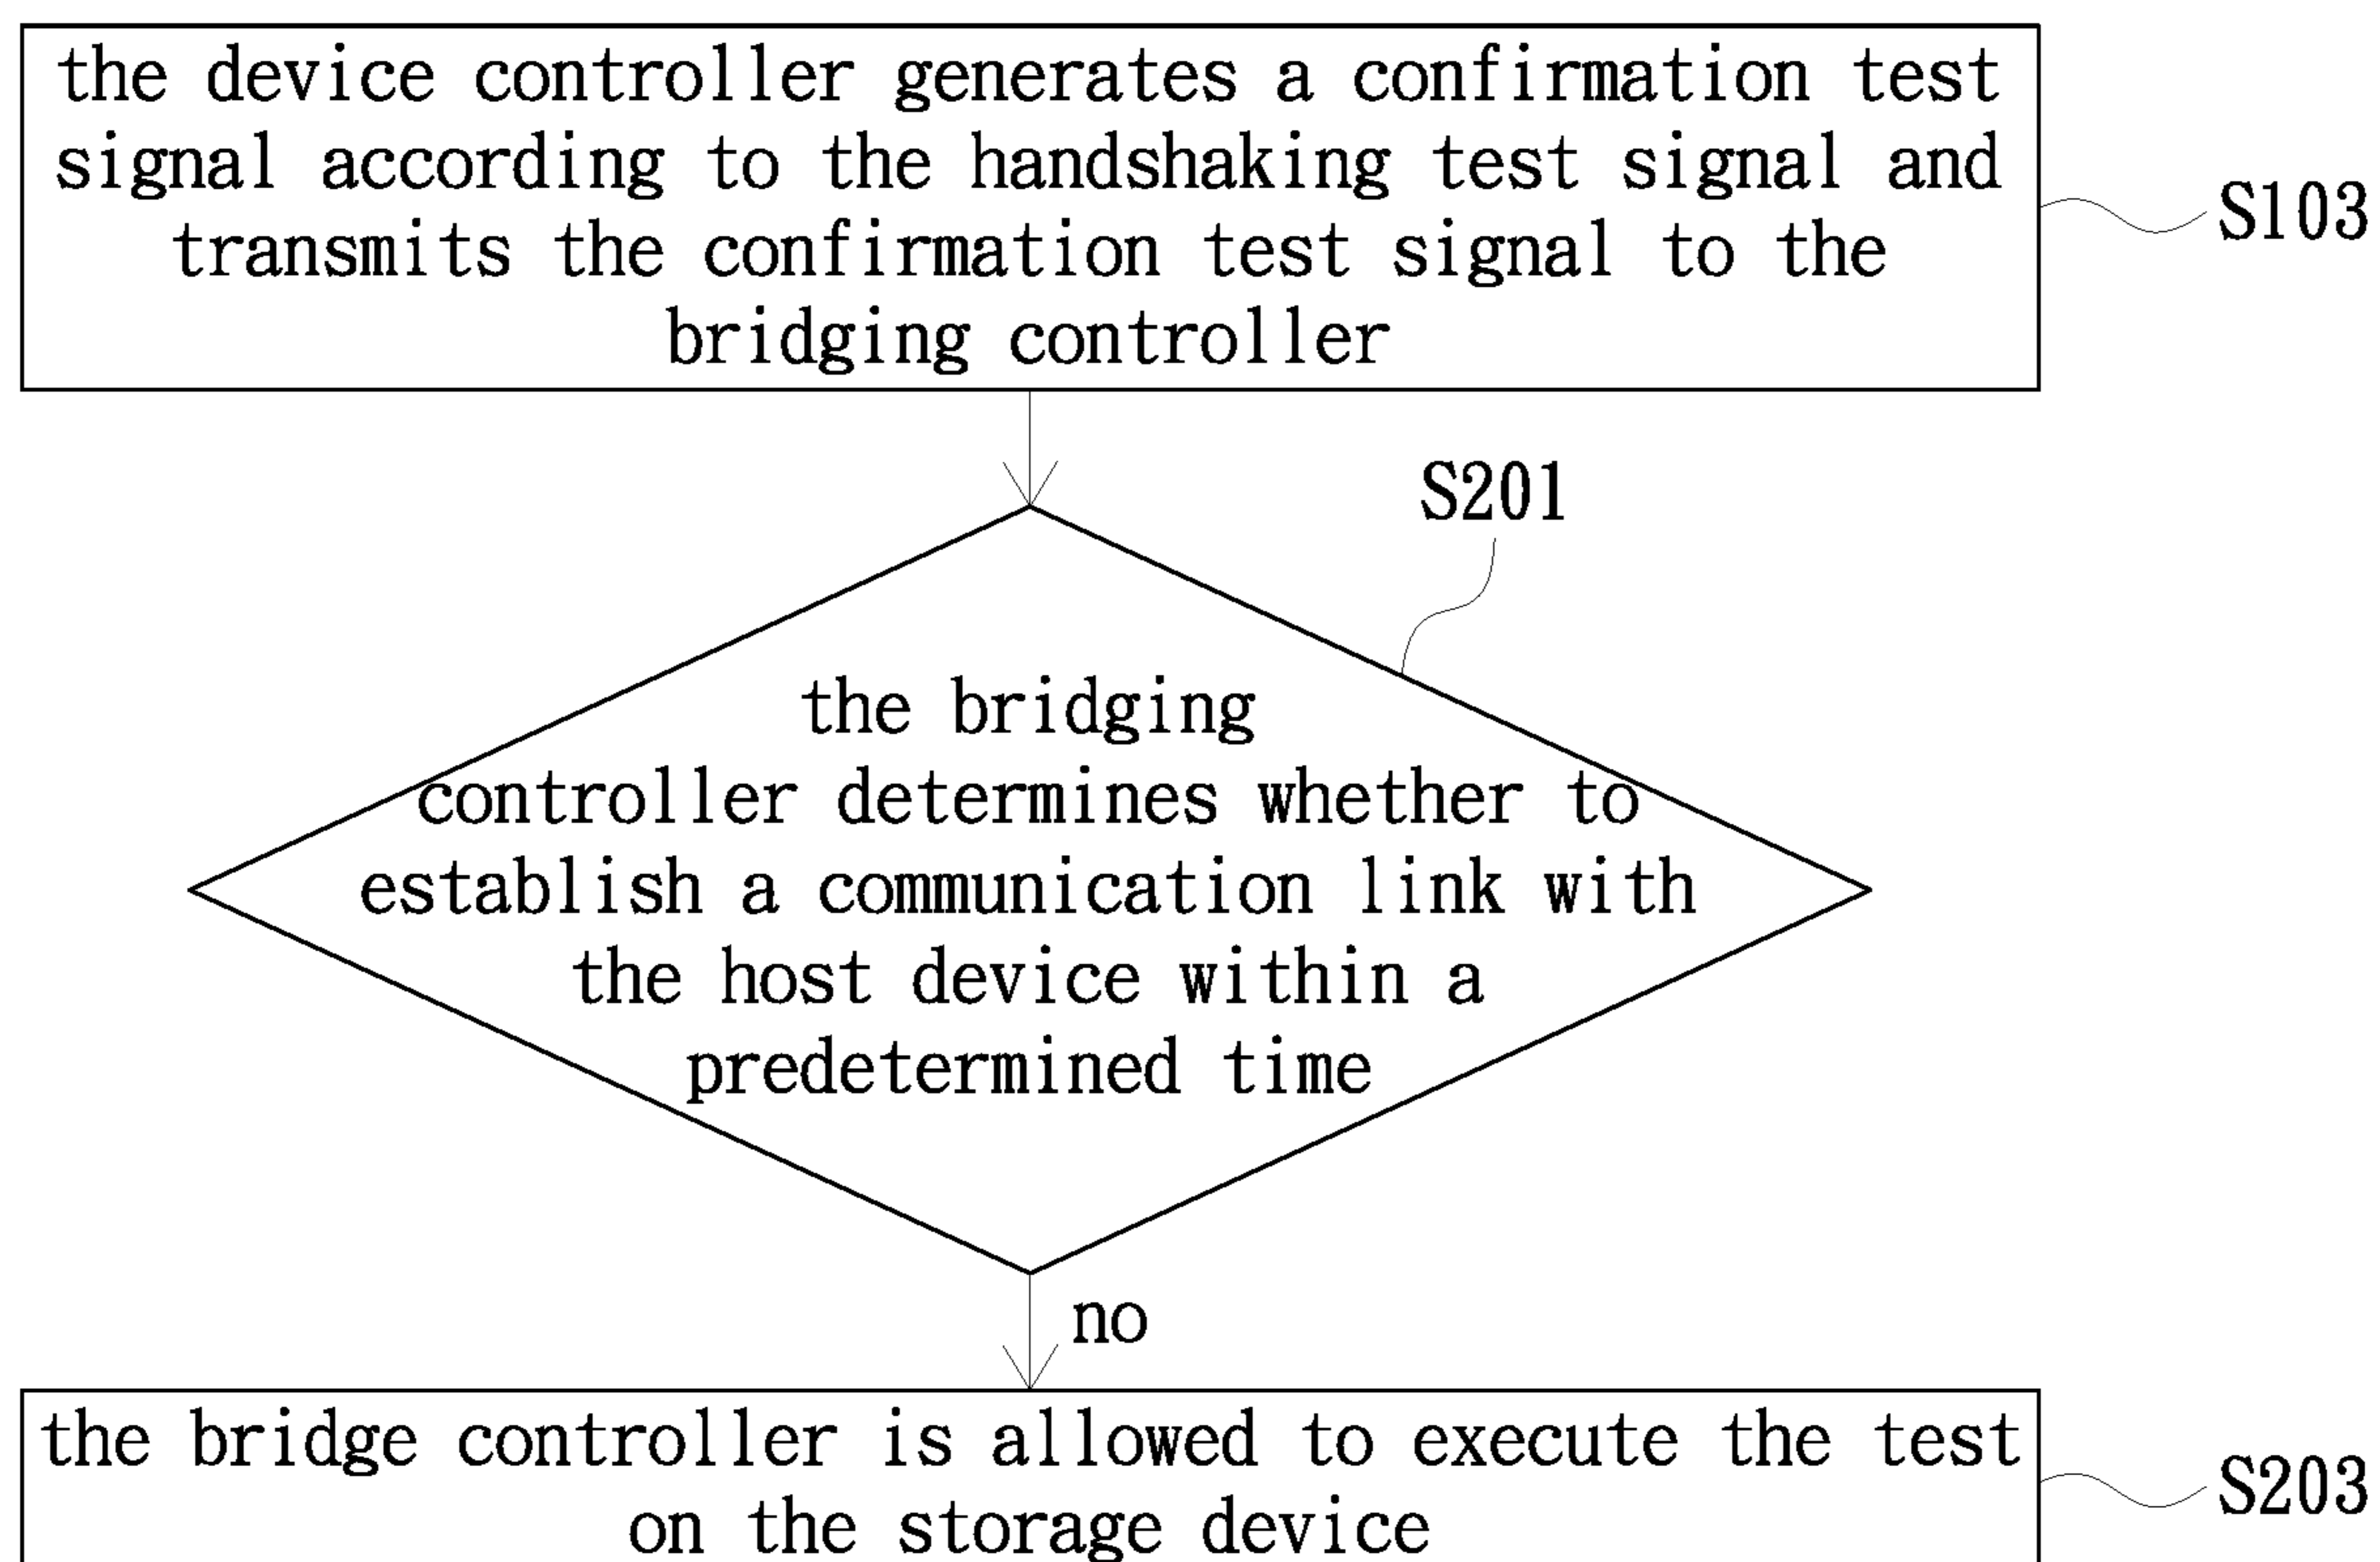 the device controller generates a confirmation test
signal according to the handshaking test signal and
transmits the confirmation test signal to the
bridging controller
S103
S201
the bridging
controller determines whether to
establish a communication link with
the host device within a
predetermined time
no
the bridge controller is allowed to execute the test
on the storage device
S203